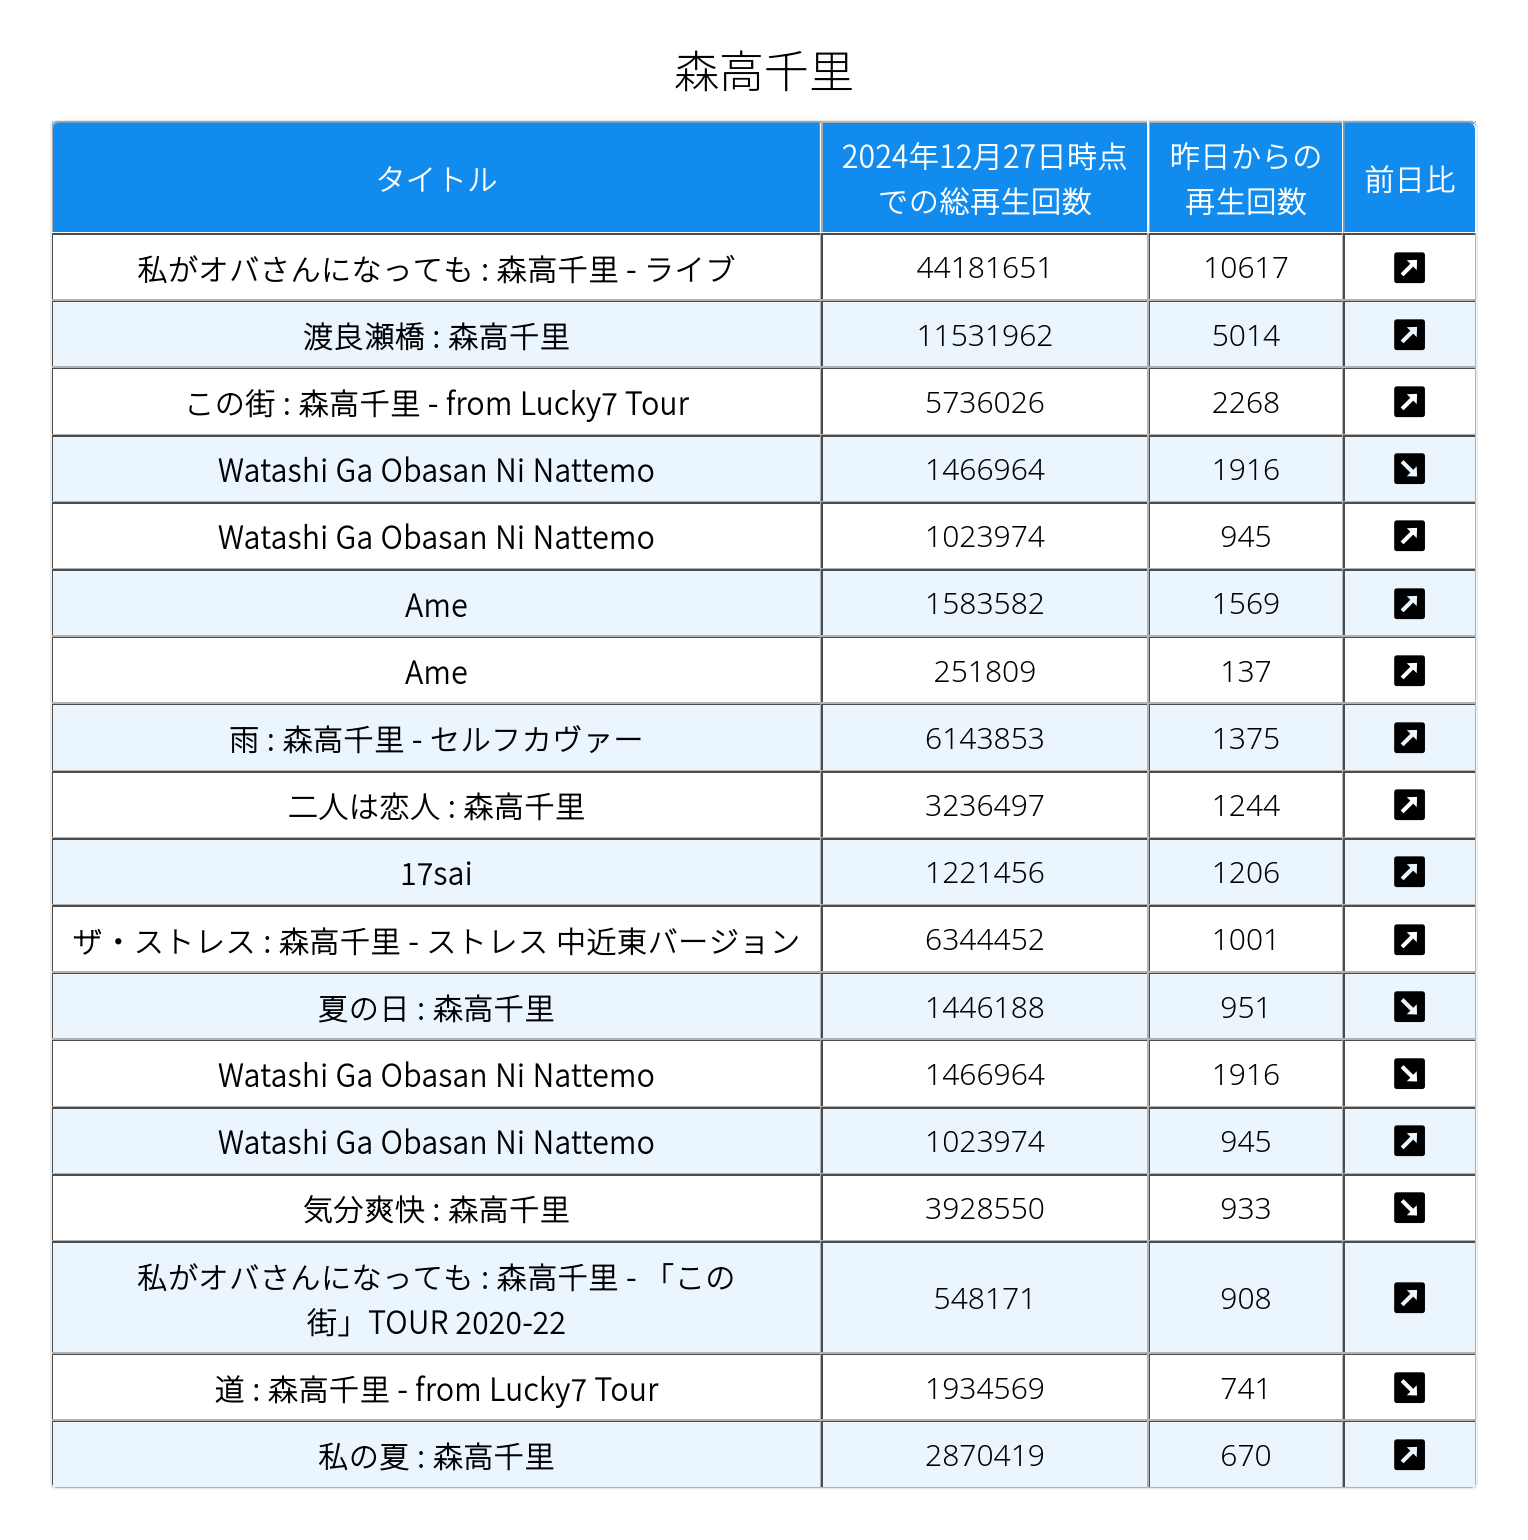 森高千里
タイトル 2024年12月27日時点での総再生回数 昨日からの再生回数 前日比
私がオバさんになっても : 森高千里 - ライブ 44181651 10617 ↗
渡良瀬橋 : 森高千里 11531962 5014 ↗
この街 : 森高千里 - from Lucky7 Tour 5736026 2268 ↗
Watashi Ga Obasan Ni Nattemo 1466964 1916 ↘
Watashi Ga Obasan Ni Nattemo 1023974 945 ↗
Ame 1583582 1569 ↗
Ame 251809 137 ↗
雨 : 森高千里 - セルフカヴァー 6143853 1375 ↗
二人は恋人 : 森高千里 3236497 1244 ↗
17sai 1221456 1206 ↗
ザ・ストレス : 森高千里 - ストレス 中近東バージョン 6344452 1001 ↗
夏の日 : 森高千里 1446188 951 ↘
Watashi Ga Obasan Ni Nattemo 1466964 1916 ↘
Watashi Ga Obasan Ni Nattemo 1023974 945 ↗
気分爽快 : 森高千里 3928550 933 ↘
私がオバさんになっても : 森高千里 - 「この
街」TOUR 2020-22 548171 908 ↗
道 : 森高千里 - from Lucky7 Tour 1934569 741 ↘
私の夏 : 森高千里 2870419 670 ↗